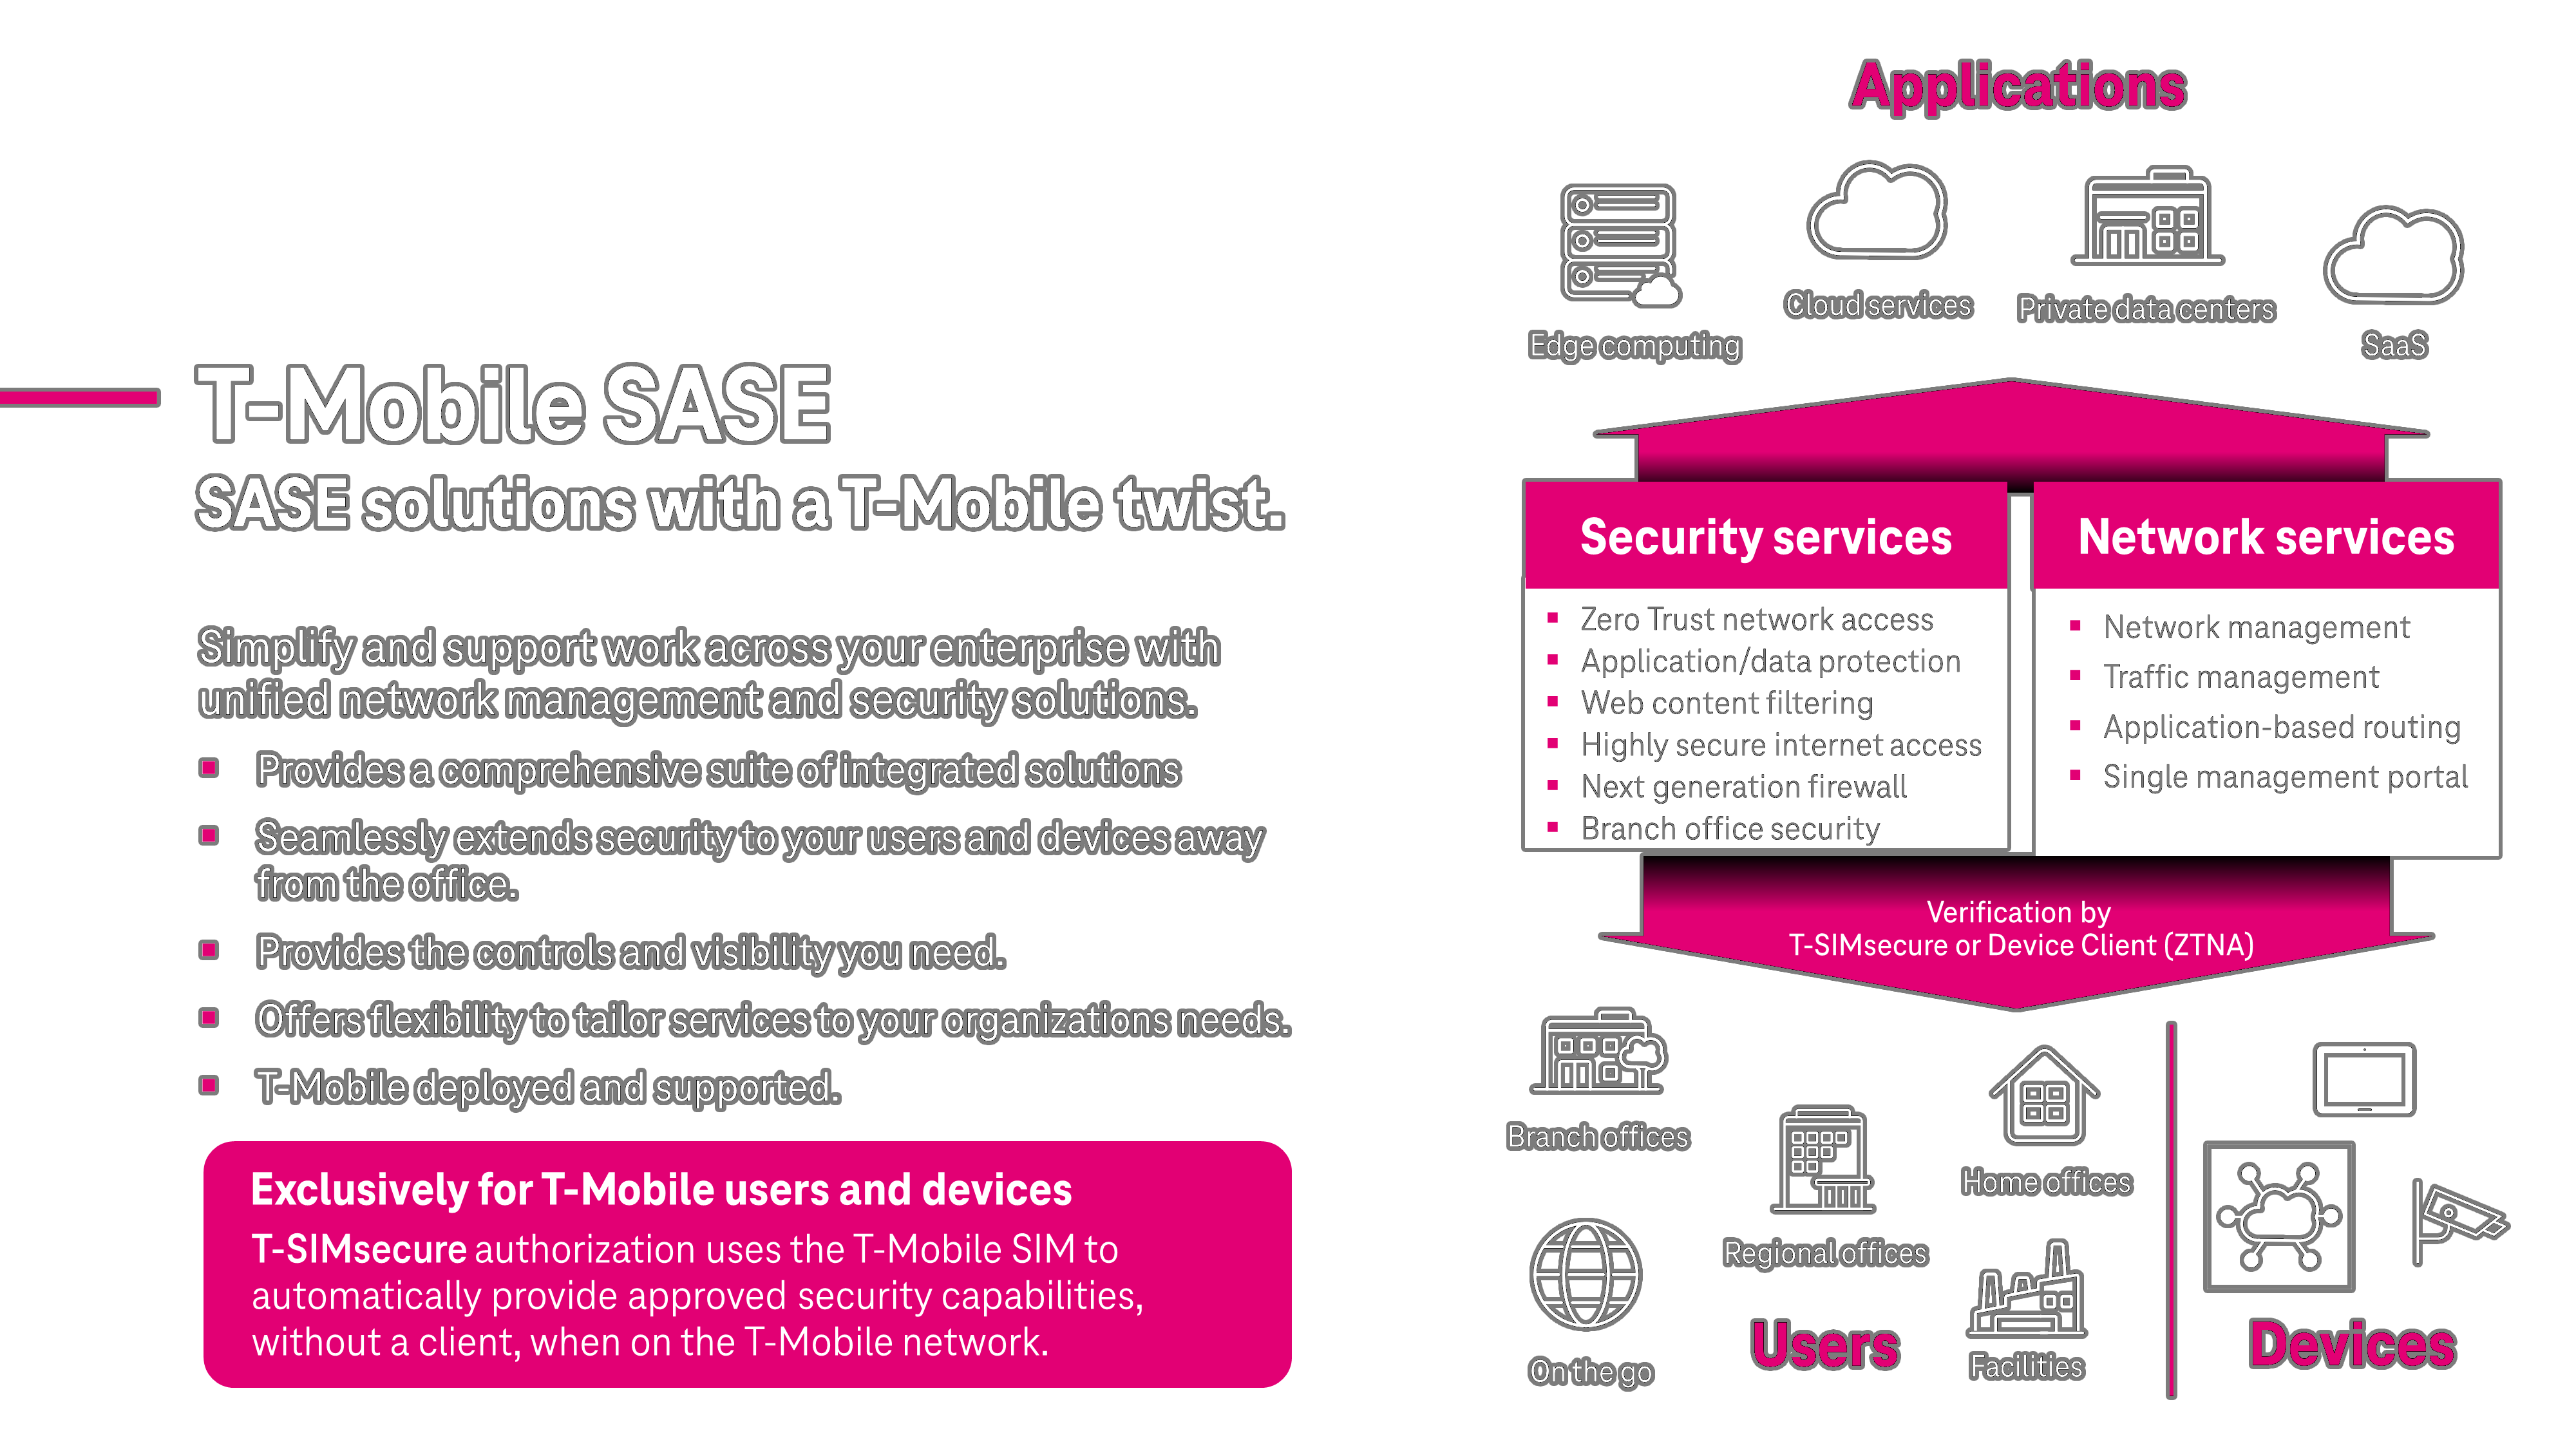 T-Mobile SASE
SASE solutions with a T-Mobile twist.
Simplify and support work across your enterprise with
unified network management and security solutions.
Provides a comprehensive suite of integrated solutions
Seamlessly extends security to your users and devices away
from the office.
Provides the controls and visibility you need.
Offers flexibility to tailor services to your organizations needs.
T-Mobile deployed and supported.
Exclusively for T-Mobile users and devices
T-SIMsecure authorization uses the T-Mobile SIM to
automatically provide approved security capabilities,
without a client, when on the T-Mobile network.
Applications
Edge computing
Cloud services
Private data centers
SaaS
Security services
Zero Trust network access
Application/data protection
Web content filtering
Highly secure internet access
Next generation firewall
Branch office security
Network services
Network management
Traffic management
Application-based routing
Single management portal
Verification by
T-SIMsecure or Device Client (ZTNA)
Branch offices
Regional offices
Home offices
On the go
Users
Facilities
Devices